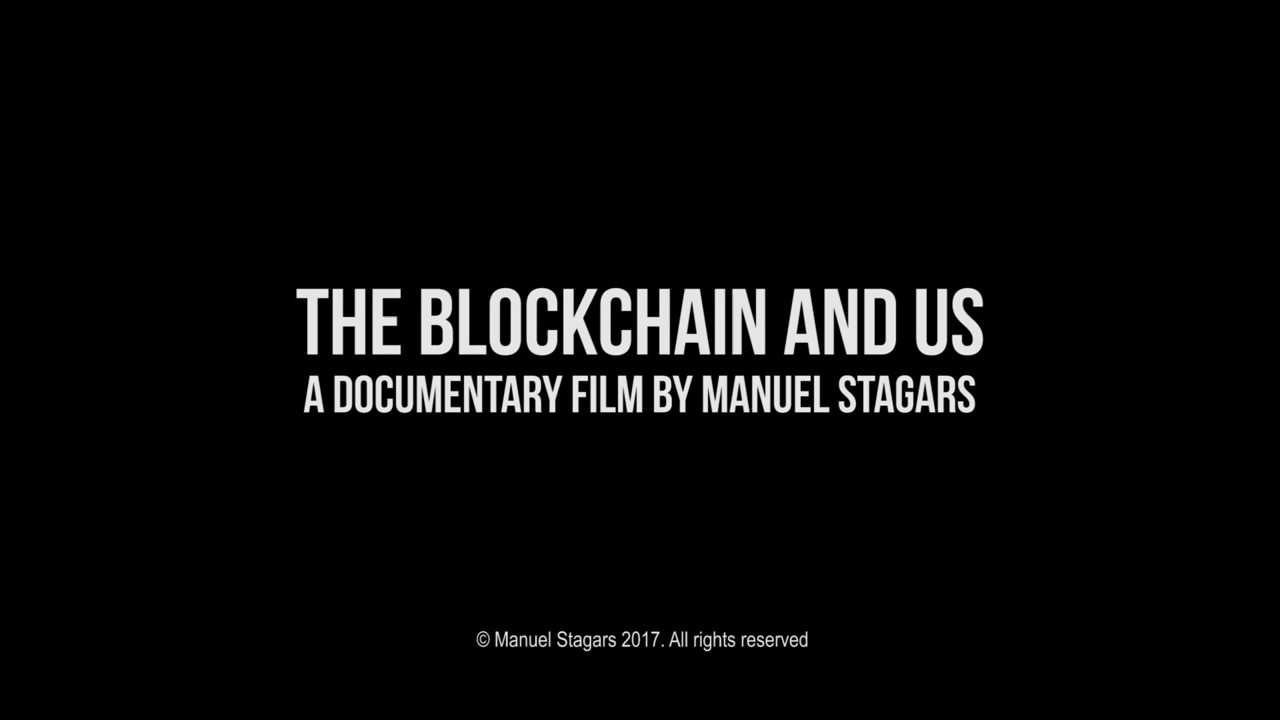 THE BLOCKCHAIN AND US
A DOCUMENTARY FILM BY MANUEL STAGARS
© Manuel Stagars 2017. All rights reserved